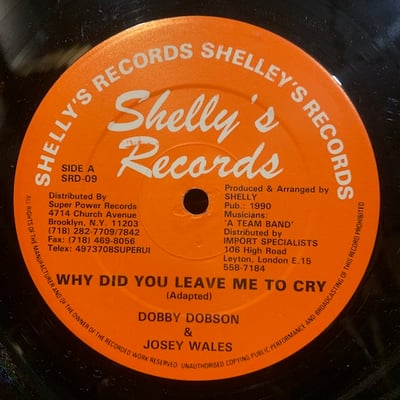 SHELLY'S RECORDS SHELLEY'S RECORDS
Shelly's
Records
SIDE A
SRD-09
Distributed By
Super Power Records
4714 Church Avenue
Brooklyn, N.Y. 11203
(718) 282-7709/7842
Fax: (718) 469-8056
Telex: 4973708SUPERUI
Produced & Arranged by
SHELLY
Pub.: 1990
Musicians:
'A TEAM BAND'
Distributed by
IMPORT SPECIALISTS
106 High Road
Leyton, London E.15
558-7184
WHY DID YOU LEAVE ME TO CRY
(Adapted)
DOBBY DOBSON
&
JOSEY WALES
ALL RIGHTS OF THE MANUFACTURER AND OF THE OWNER OF THE RECORDED WORK RESERVED UNAUTHORISED COPYING PUBLIC PERFORMANCE AND BROADCASTING OF THIS RECORD PROHIBITED